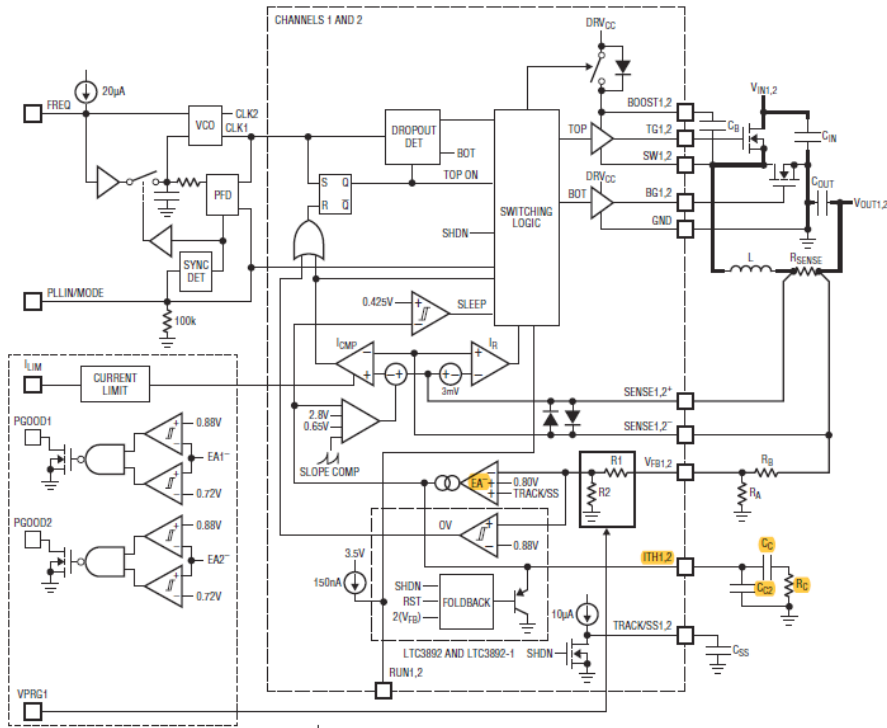 CHANNELS 1 AND 2
DRVCC
20µA
FREQ
VCO
CLK2
CLK1
DROPOUT
DET
BOT
TOP ON
S
Q
R
Q̅
PFD
SYNC
DET
PLLIN/MODE
100k
SHDN
SWITCHING
LOGIC
TOP
BOT
DRVCC
BOOST1,2
TG1,2
SW1,2
BG1,2
GND
VIN1,2
CB
CIN
COUT
VOUT1,2
L
RSENSE
0.425V
+
−
SLEEP
ICMP
−
+
− +
+ −
3mV
IR
+
−
SENSE1,2+
SENSE1,2−
2.8V
0.65V
SLOPE COMP
ILIM
CURRENT
LIMIT
PGOOD1
0.88V
+
−
EA1−
+
−
0.72V
PGOOD2
0.88V
+
−
EA2−
+
−
0.72V
VPRG1
EA
−
+
+
0.80V
TRACK/SS
R1
R2
VFB1,2
RB
RA
OV
+
−
0.88V
3.5V
150nA
SHDN
RST
2(VFB)
FOLDBACK
LTC3892 AND LTC3892-1
ITH1,2
CC
CC2
RC
10µA
TRACK/SS1,2
SHDN
CSS
RUN1,2